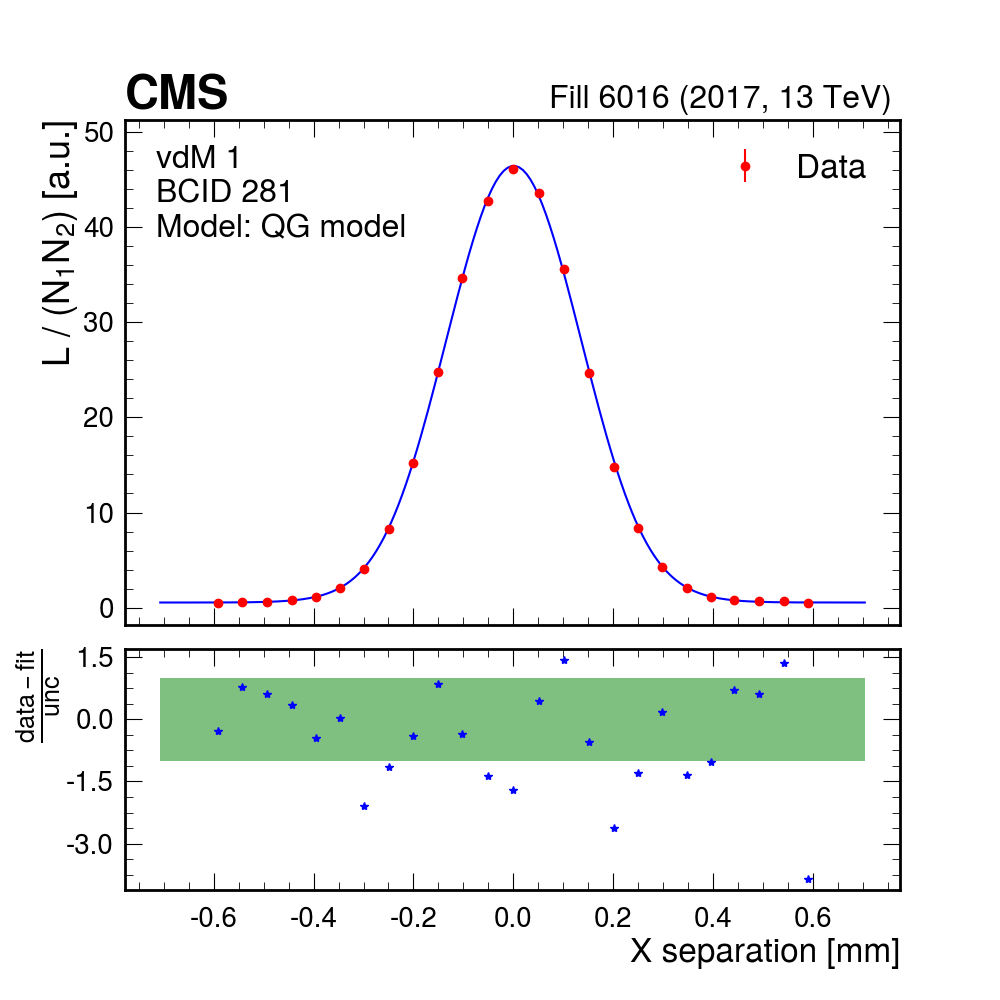 CMS
Fill 6016 (2017, 13 TeV)
L / (N₁N₂) [a.u.]
vdM 1
BCID 281
Model: QG model
Data
50
40
30
20
10
0
data − fit
unc
1.5
0.0
-1.5
-3.0
-0.6 -0.4 -0.2 0.0 0.2 0.4 0.6
X separation [mm]